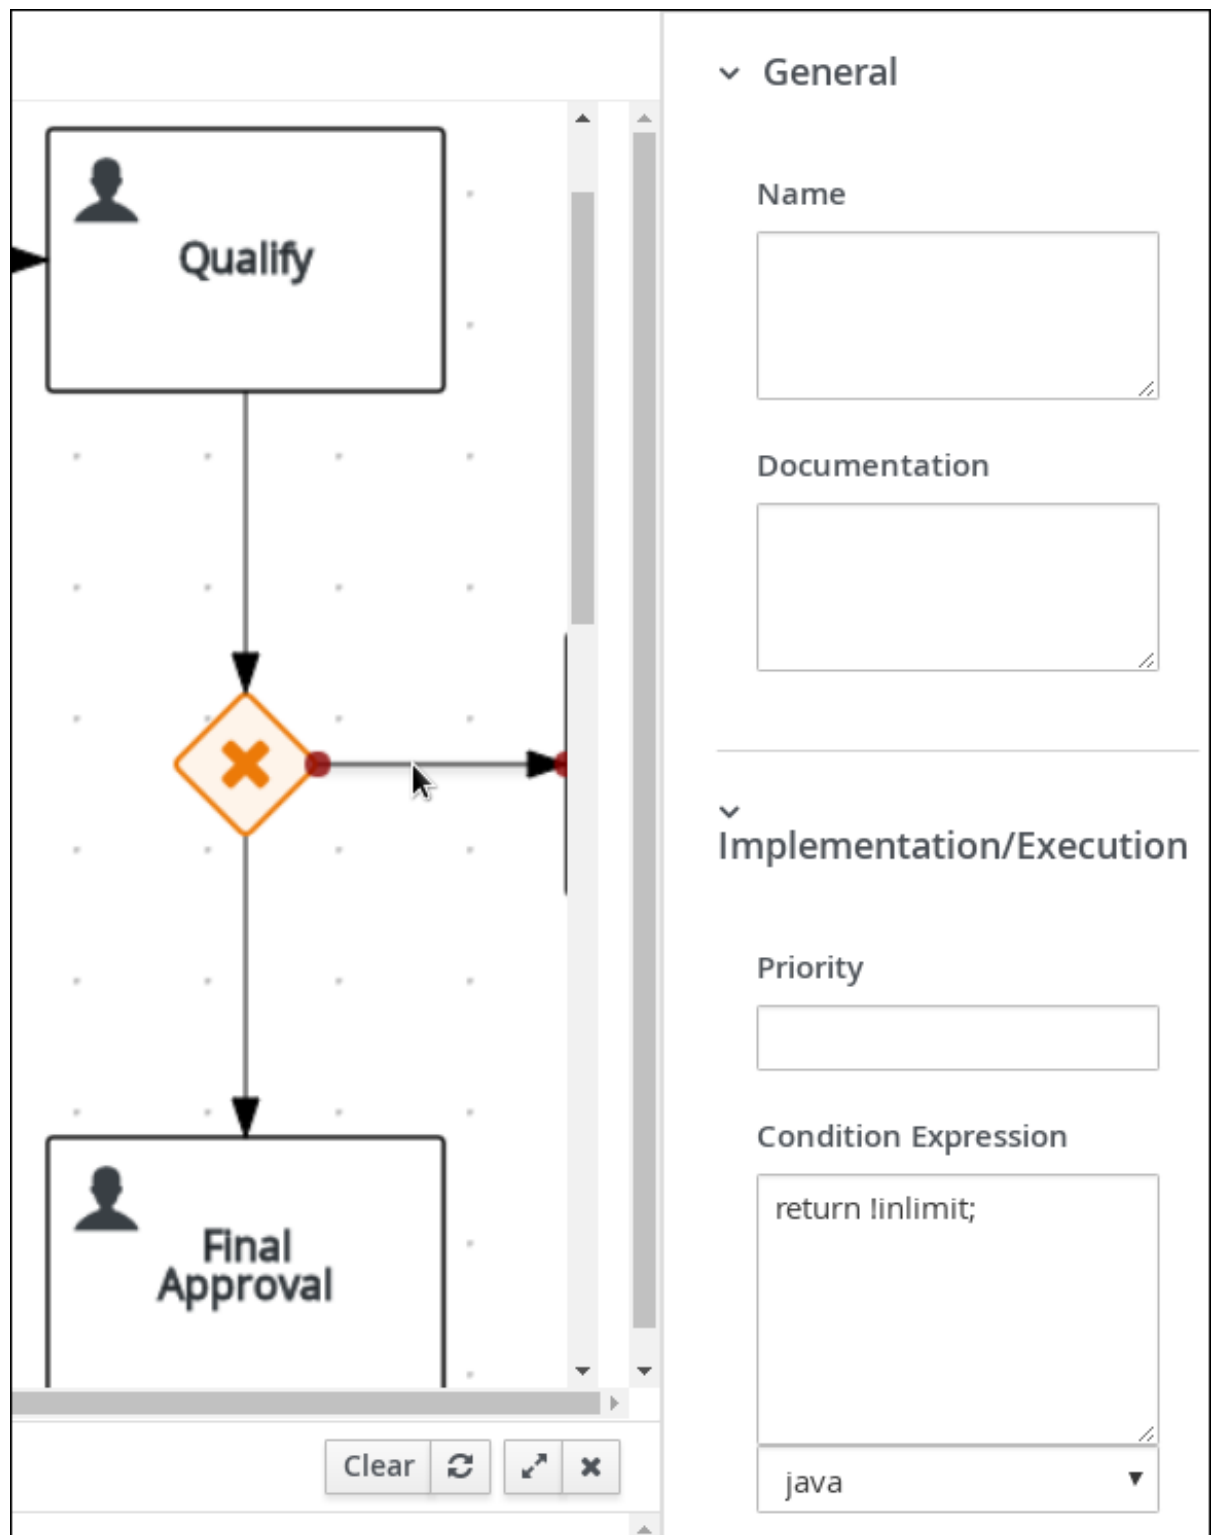 Qualify
Final
Approval
Clear
General
Name
Documentation
Implementation/Execution
Priority
Condition Expression
return !inlimit;
java